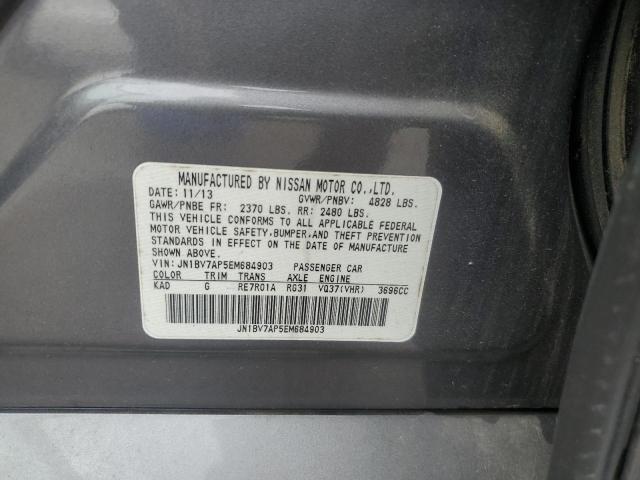 MANUFACTURED BY NISSAN MOTOR CO.,LTD.
DATE: 11/13 GVWR/PNBV: 4828 LBS.
GAWR/PNBE FR: 2370 LBS. RR: 2480 LBS.
THIS VEHICLE CONFORMS TO ALL APPLICABLE FEDERAL
MOTOR VEHICLE SAFETY,BUMPER,AND THEFT PREVENTION
STANDARDS IN EFFECT ON THE DATE OF MANUFACTURE
SHOWN ABOVE.
VIN:JN1BV7AP5EM684903 PASSENGER CAR
COLOR TRIM TRANS AXLE ENGINE
KAD G RE7R01A RG31 VQ37(VHR) 3696CC
JN1BV7AP5EM684903